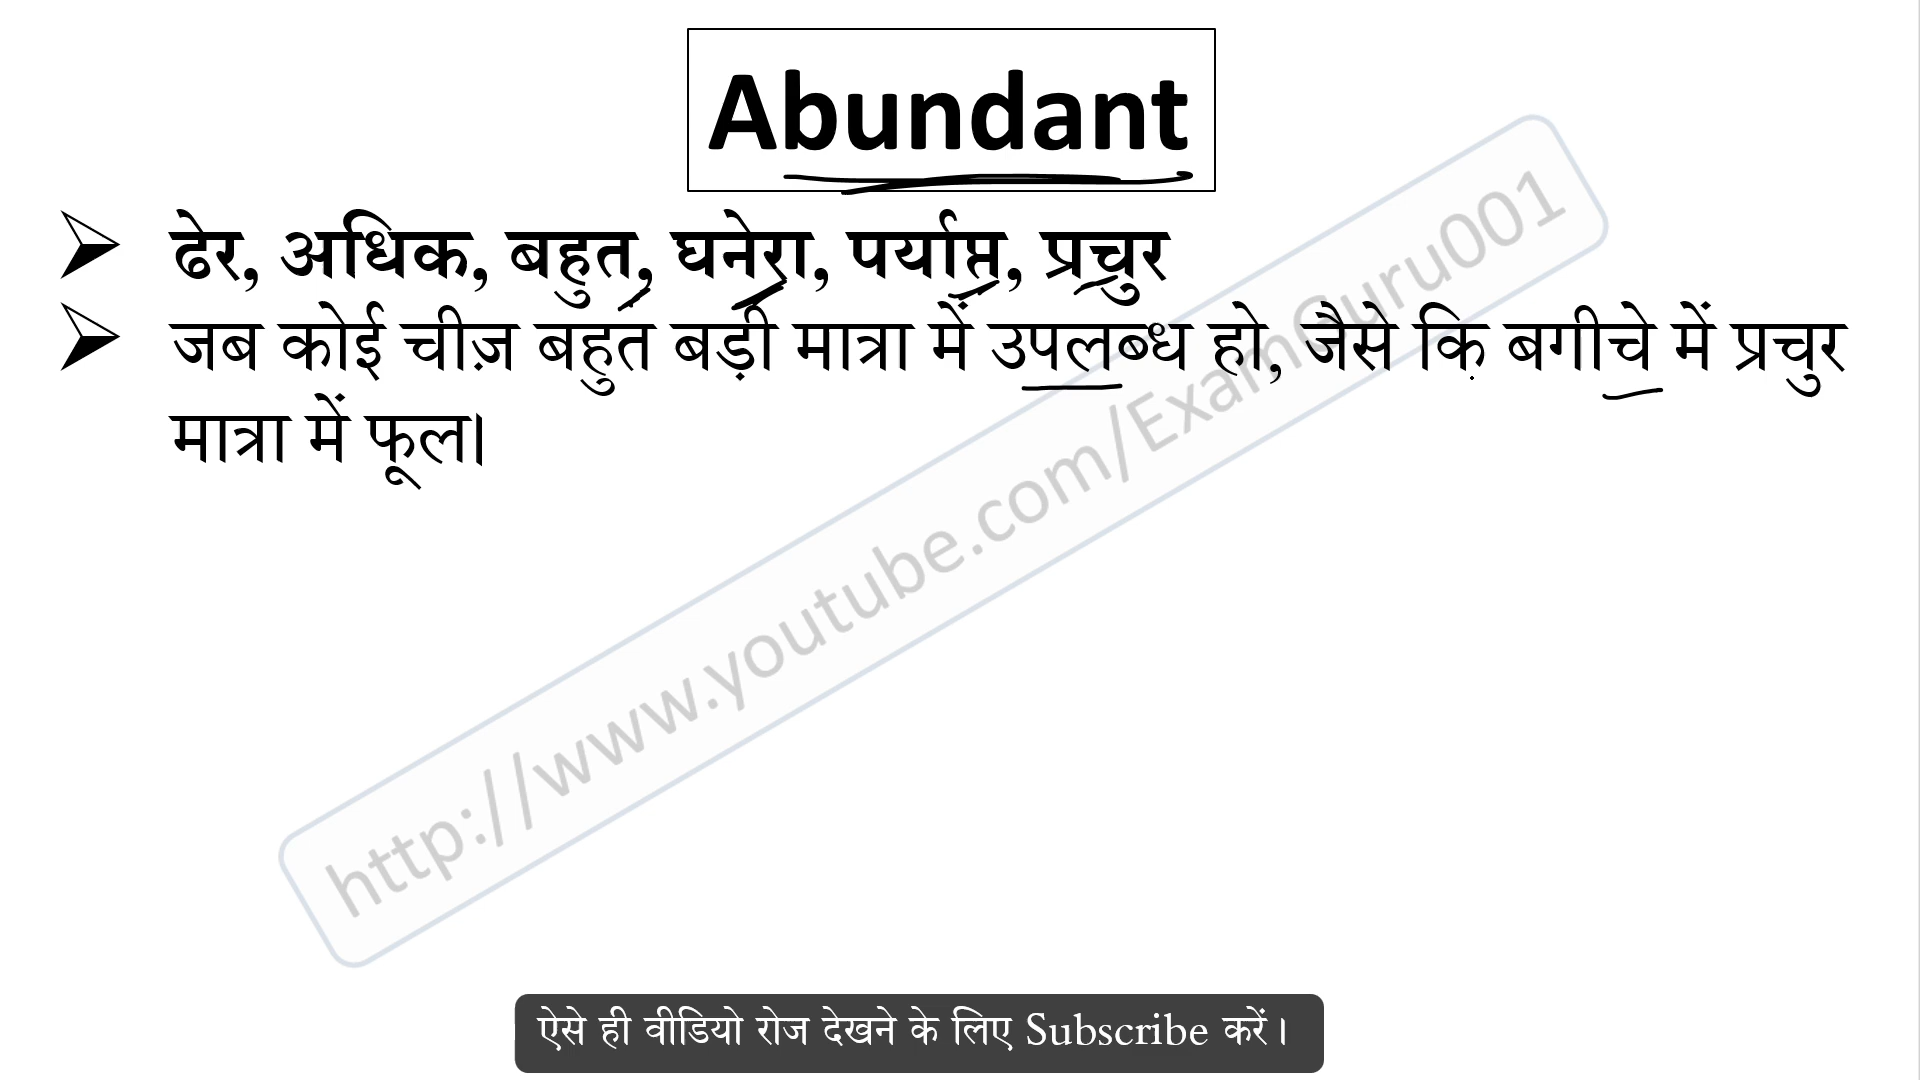 Abundant
ढेर, अधिक, बहुत, घनेरा, पर्याप्त, प्रचुर
जब कोई चीज़ बहुत बड़ी मात्रा में उपलब्ध हो, जैसे कि बगीचे में प्रचुर
मात्रा में फूल।
http://www.youtube.com/ExamGuru001
ऐसे ही वीडियो रोज देखने के लिए Subscribe करें।